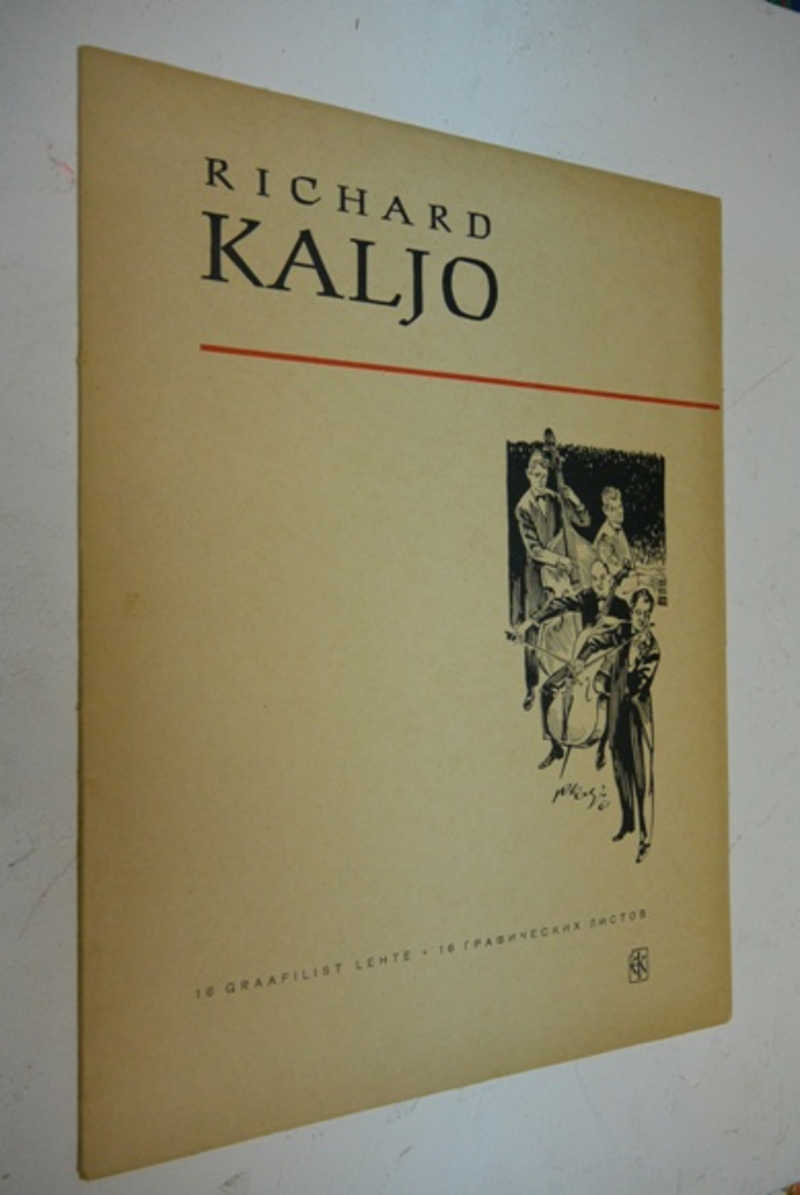 RICHARD
KALJO
16 GRAAFILIST LEHTE • 16 ГРАФИЧЕСКИХ ЛИСТОВ